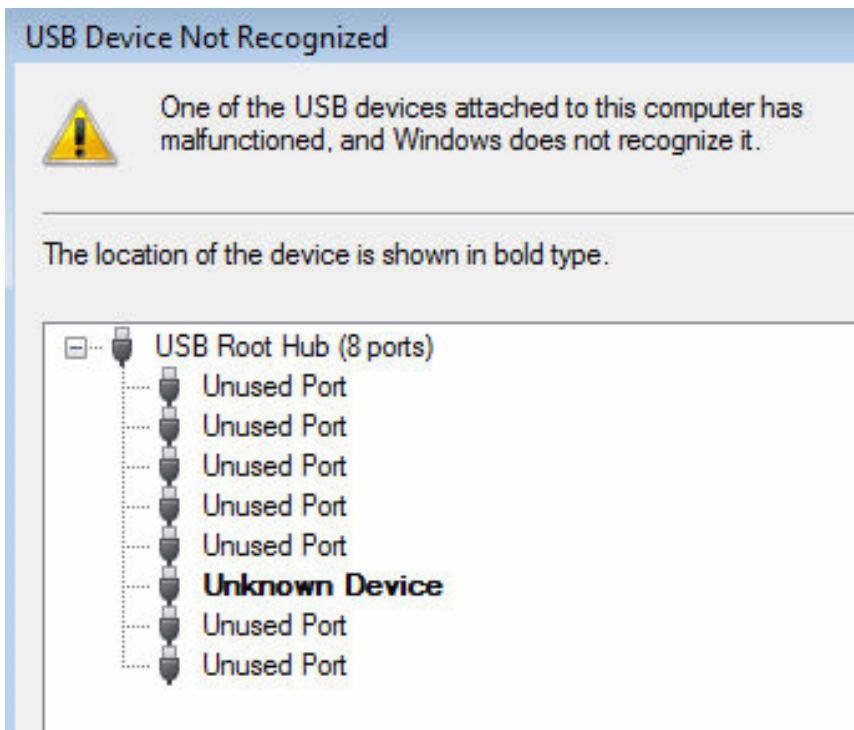 USB Device Not Recognized
One of the USB devices attached to this computer has
malfunctioned, and Windows does not recognize it.
The location of the device is shown in bold type.
USB Root Hub (8 ports)
Unused Port
Unused Port
Unused Port
Unused Port
Unused Port
Unknown Device
Unused Port
Unused Port